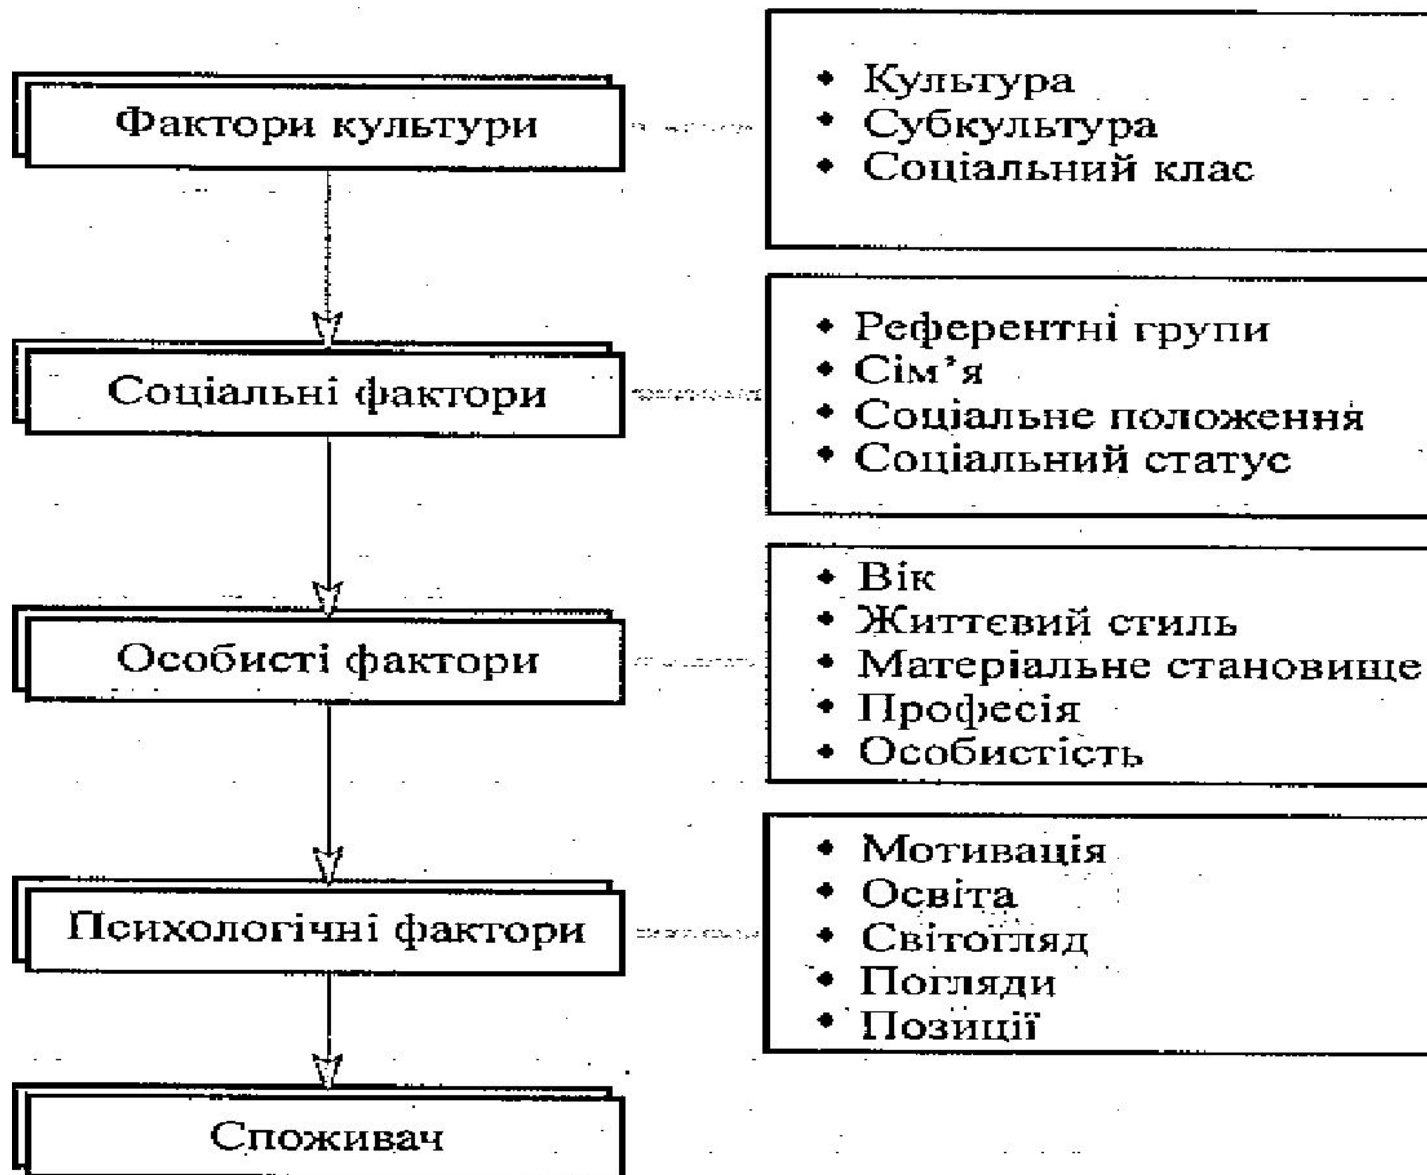 Фактори культури
♦ Культура
♦ Субкультура
♦ Соціальний клас
Соціальні фактори
♦ Референтні групи
♦ Сім’я
♦ Соціальне положення
♦ Соціальний статус
Особисті фактори
♦ Вік
♦ Життєвий стиль
♦ Матеріальне становище
♦ Професія
♦ Особистість
Психологічні фактори
♦ Мотивація
♦ Освіта
♦ Світогляд
♦ Погляди
♦ Позиції
Споживач